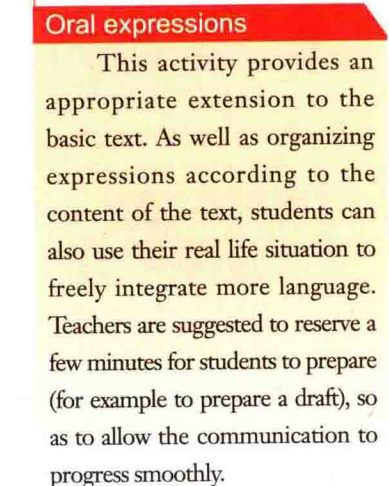 Oral expressions
This activity provides an
appropriate extension to the
basic text. As well as organizing
expressions according to the
content of the text, students can
also use their real life situation to
freely integrate more language.
Teachers are suggested to reserve a
few minutes for students to prepare
(for example to prepare a draft), so
as to allow the communication to
progress smoothly.